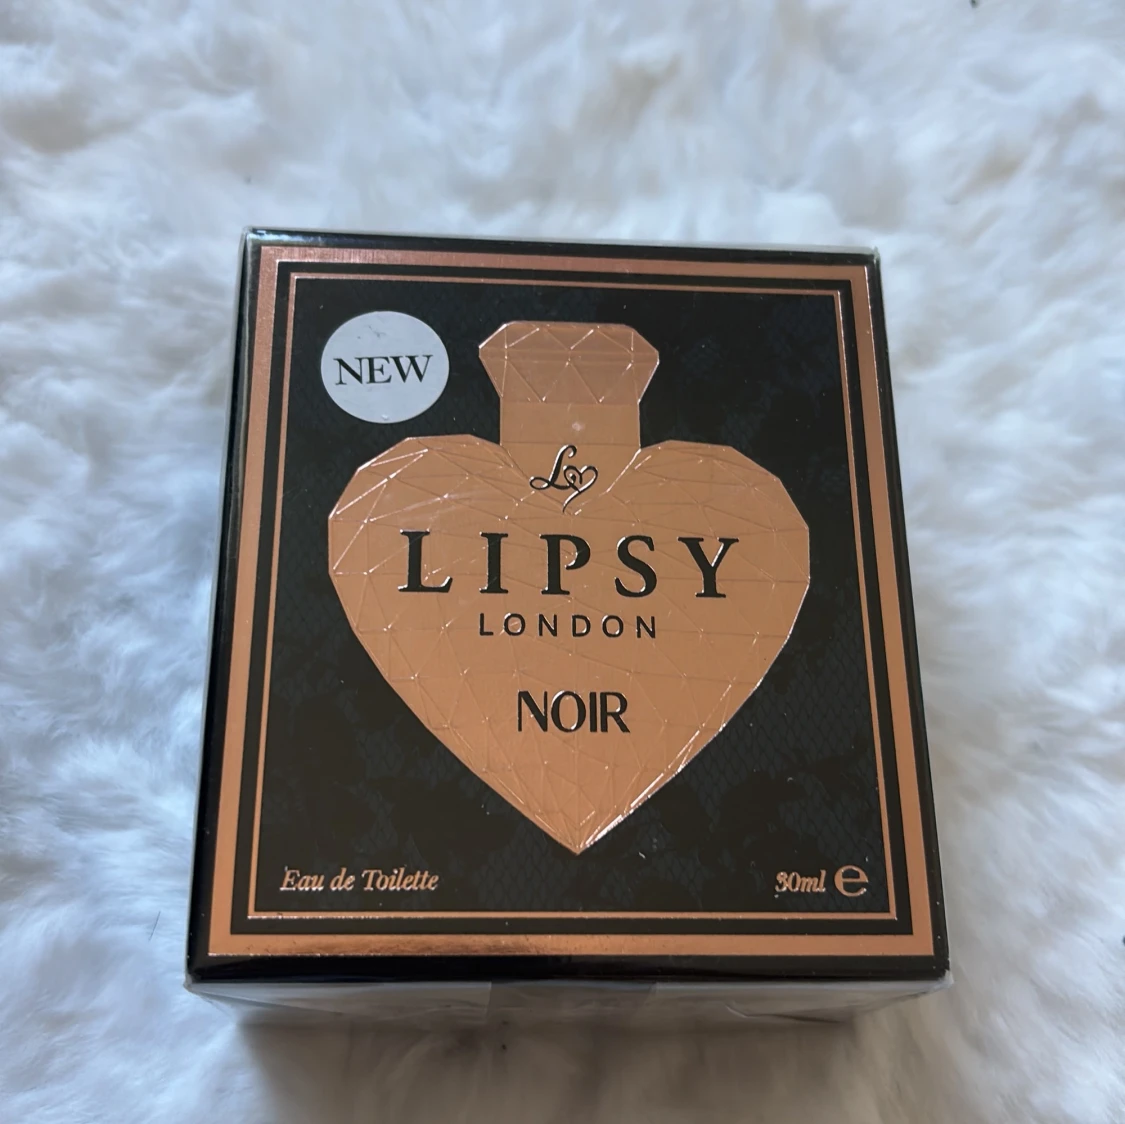 NEW
L
LIPSY
LONDON
NOIR
Eau de Toilette
30ml ℮